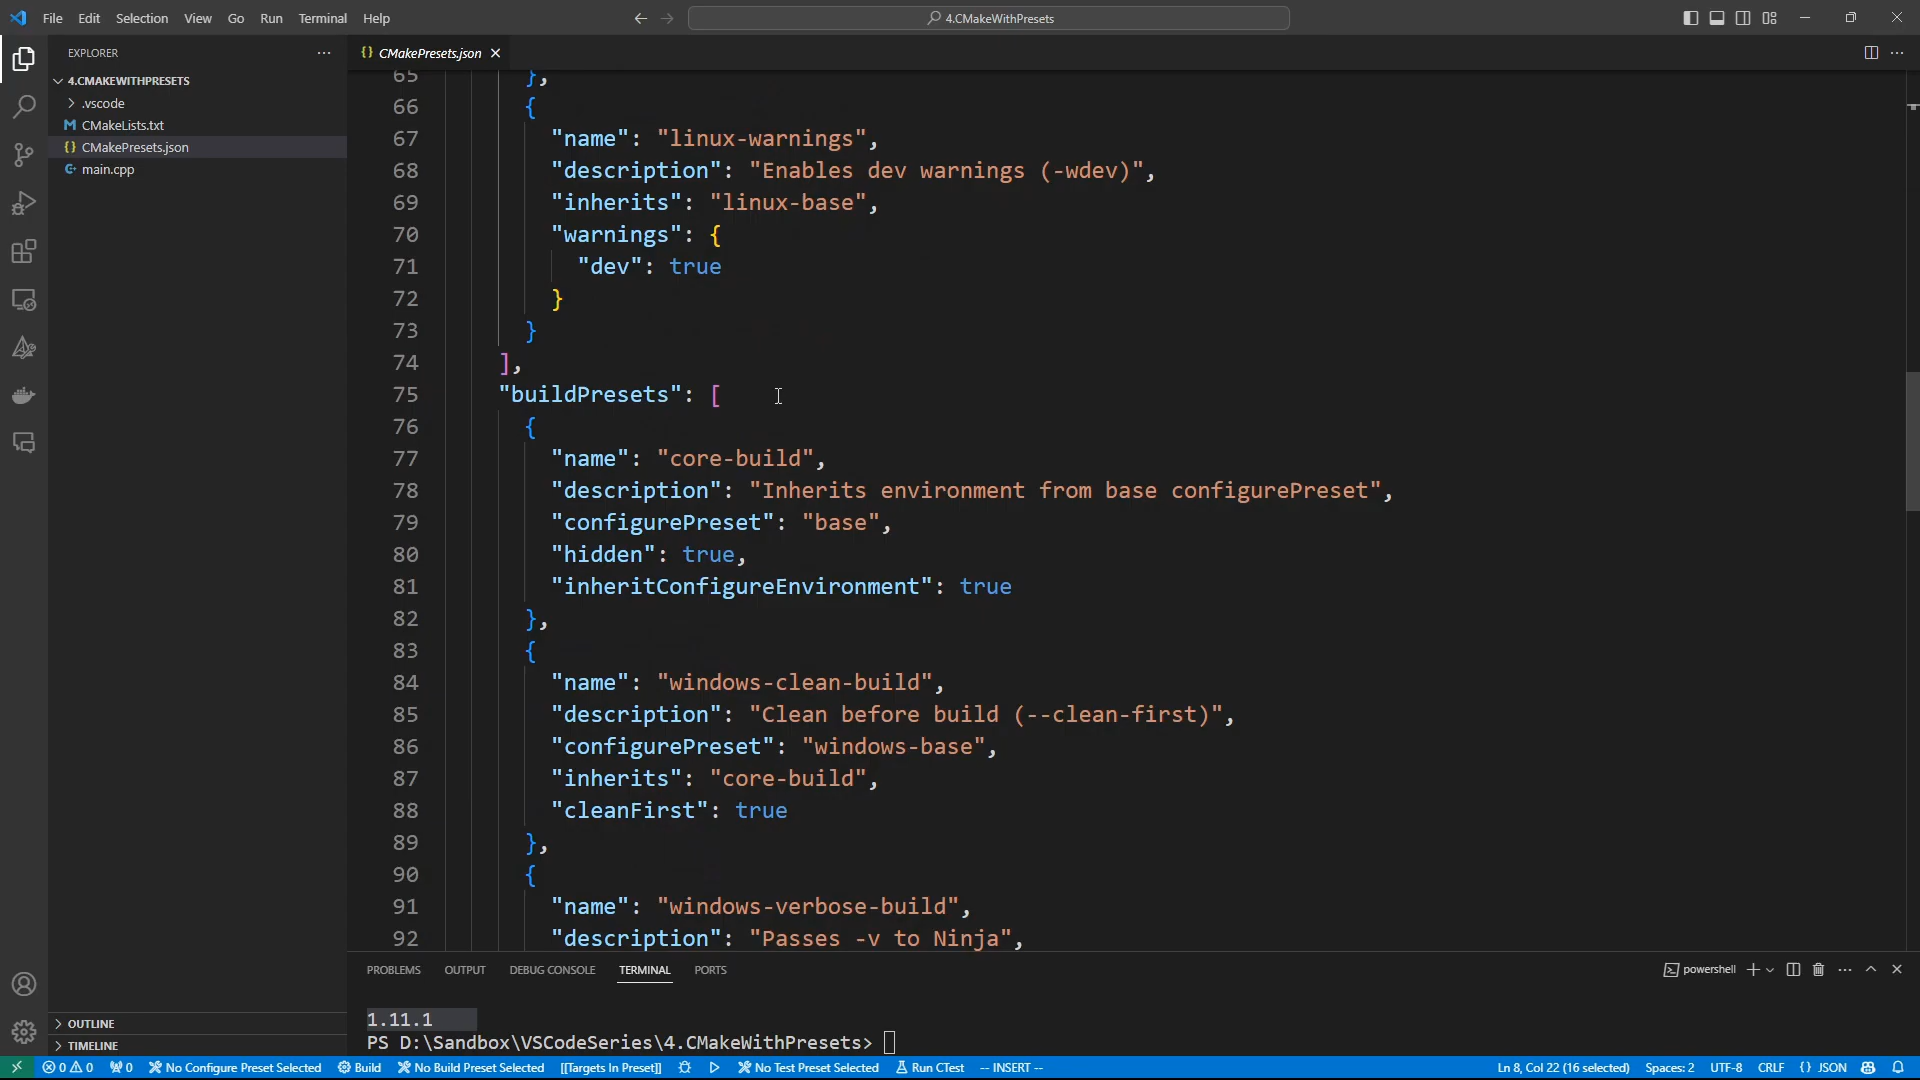 File Edit Selection View Go Run Terminal Help
4.CMakeWithPresets
EXPLORER
CMakePresets.json
4.CMAKEWITHPRESETS
.vscode
CMakeLists.txt
CMakePresets.json
main.cpp
65 },
66 {
67 "name": "linux-warnings",
68 "description": "Enables dev warnings (-wdev)",
69 "inherits": "linux-base",
70 "warnings": {
71 "dev": true
72 }
73 }
74 ],
75 "buildPresets": [
76 {
77 "name": "core-build",
78 "description": "Inherits environment from base configurePreset",
79 "configurePreset": "base",
80 "hidden": true,
81 "inheritConfigureEnvironment": true
82 },
83 {
84 "name": "windows-clean-build",
85 "description": "Clean before build (--clean-first)",
86 "configurePreset": "windows-base",
87 "inherits": "core-build",
88 "cleanFirst": true
89 },
90 {
91 "name": "windows-verbose-build",
92 "description": "Passes -v to Ninja",
PROBLEMS OUTPUT DEBUG CONSOLE TERMINAL PORTS
powershell
1.11.1
PS D:\Sandbox\VSCodeSeries\4.CMakeWithPresets>
OUTLINE
TIMELINE
0 0 0 No Configure Preset Selected Build No Build Preset Selected [[Targets In Preset]] No Test Preset Selected Run CTest -- INSERT -- Ln 8, Col 22 (16 selected) Spaces: 2 UTF-8 CRLF {} JSON